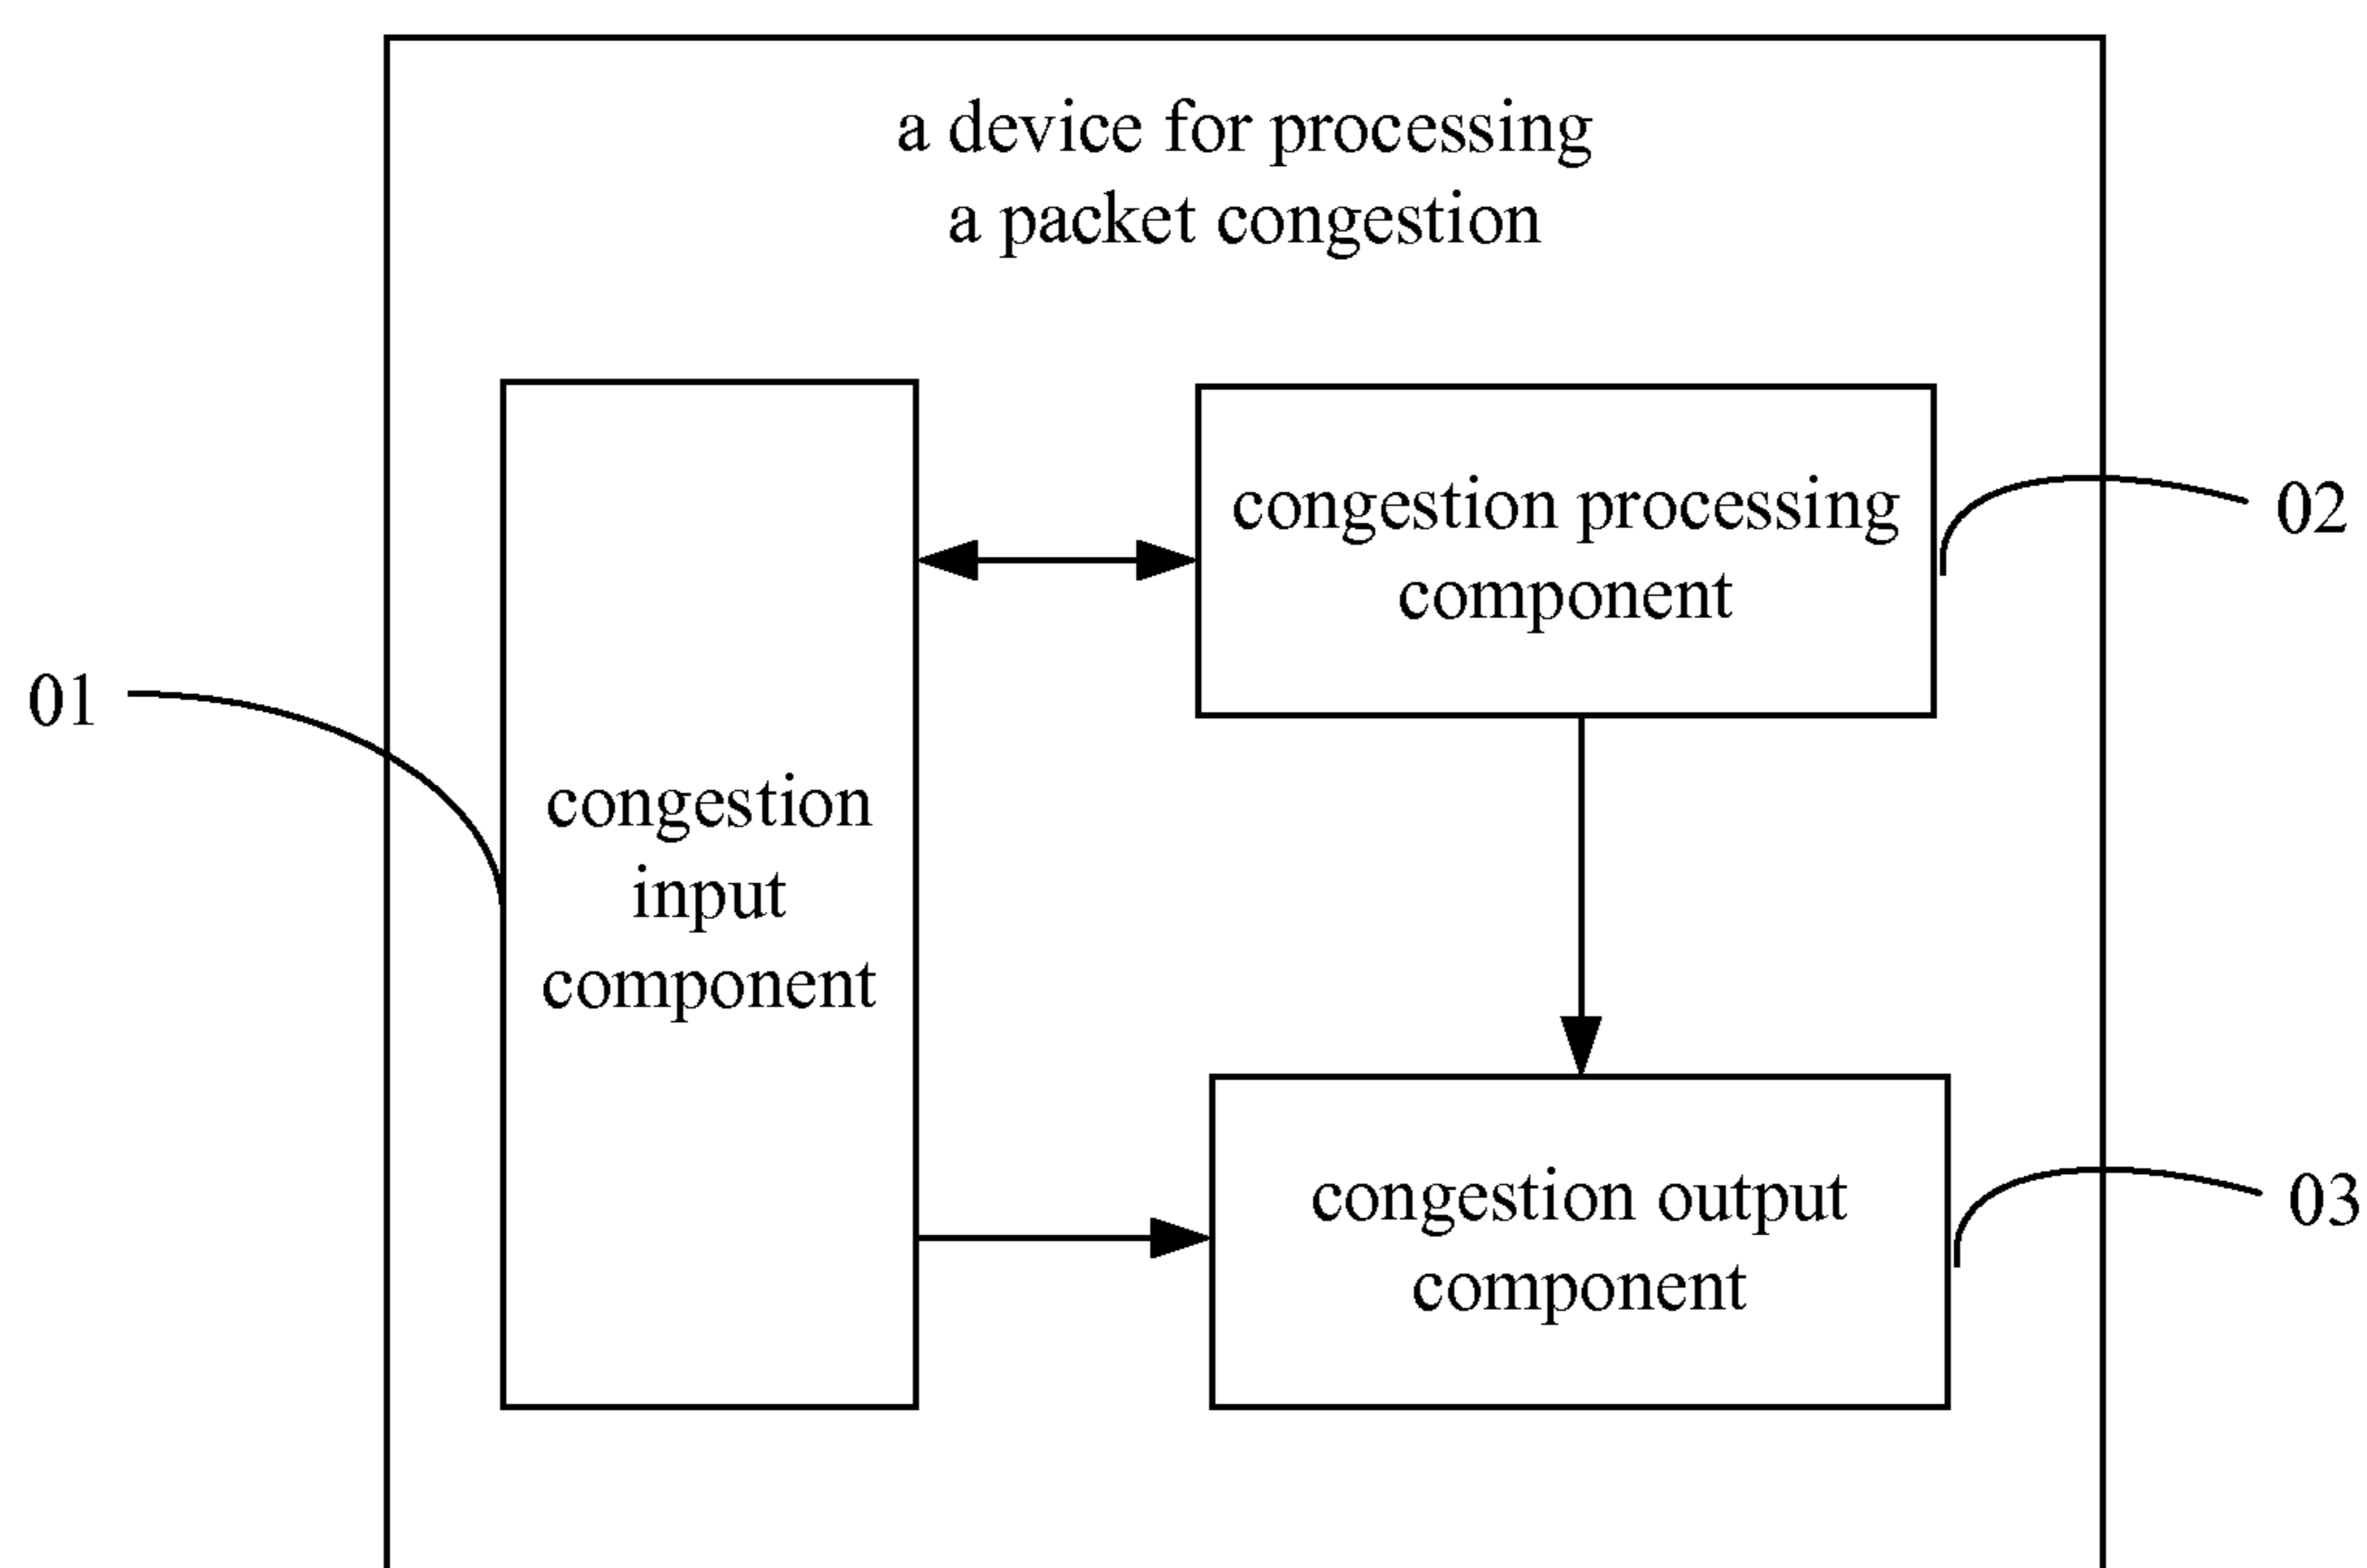 a device for processing
a packet congestion
congestion processing
component
02
01
congestion
input
component
congestion output
component
03